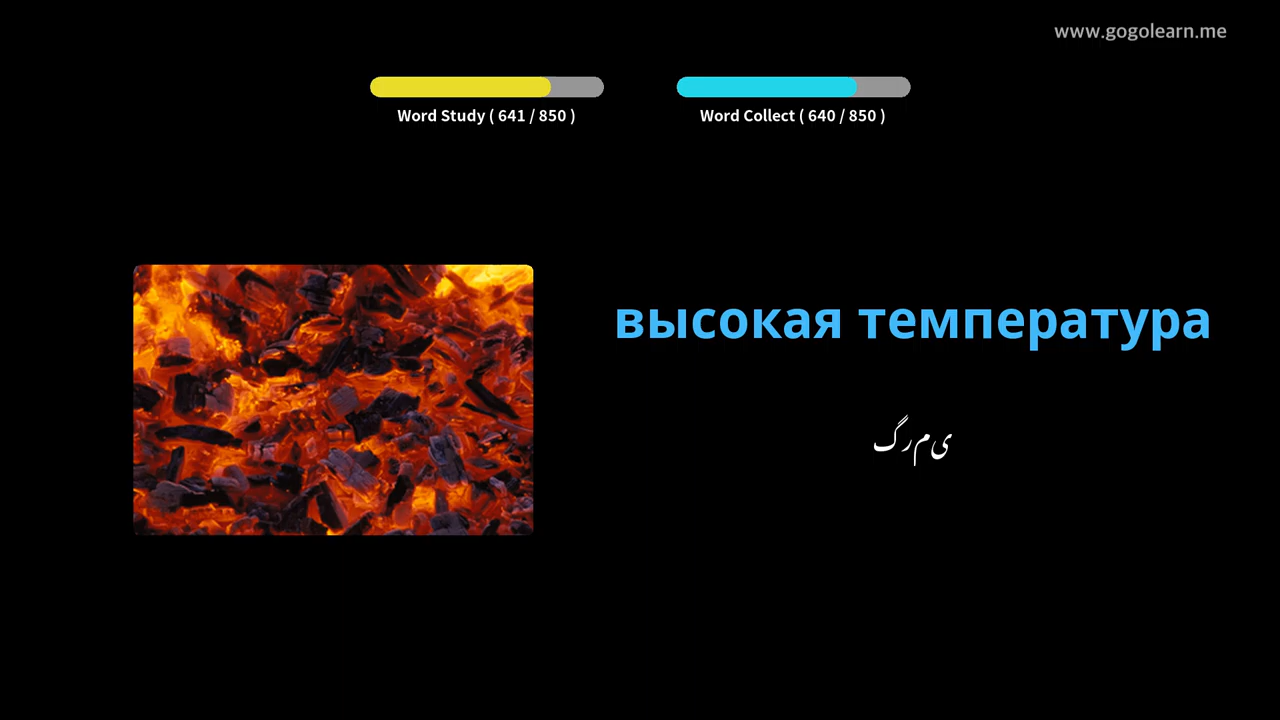 www.gogolearn.me
Word Study ( 641 / 850 )
Word Collect ( 640 / 850 )
высокая температура
گرمی